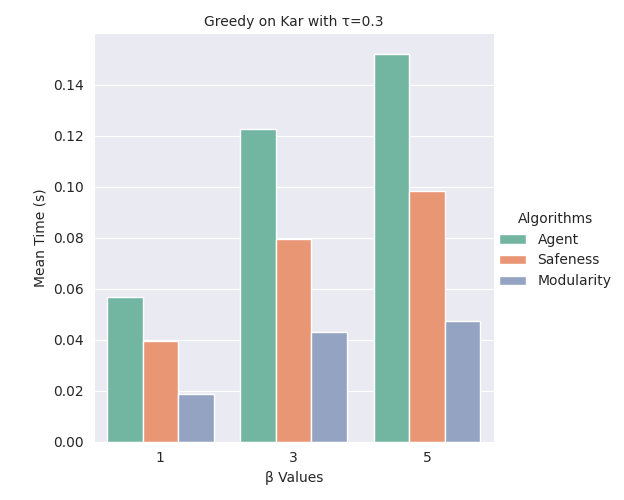 Greedy on Kar with τ=0.3
Mean Time (s)
0.14
0.12
0.10
0.08
0.06
0.04
0.02
0.00
1
3
5
β Values
Algorithms
Agent
Safeness
Modularity